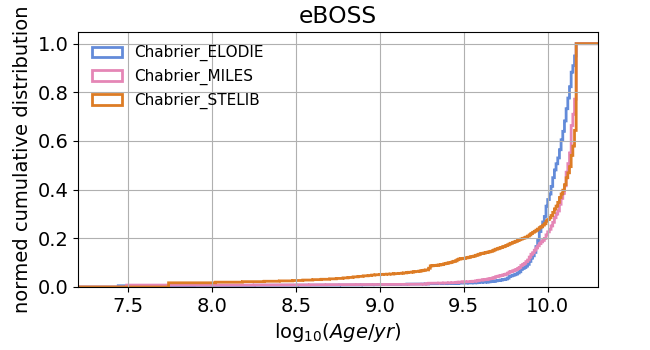 eBOSS
normed cumulative distribution
1.0
0.8
0.6
0.4
0.2
0.0
Chabrier_ELODIE
Chabrier_MILES
Chabrier_STELIB
7.5 8.0 8.5 9.0 9.5 10.0
log₁₀(Age/yr)